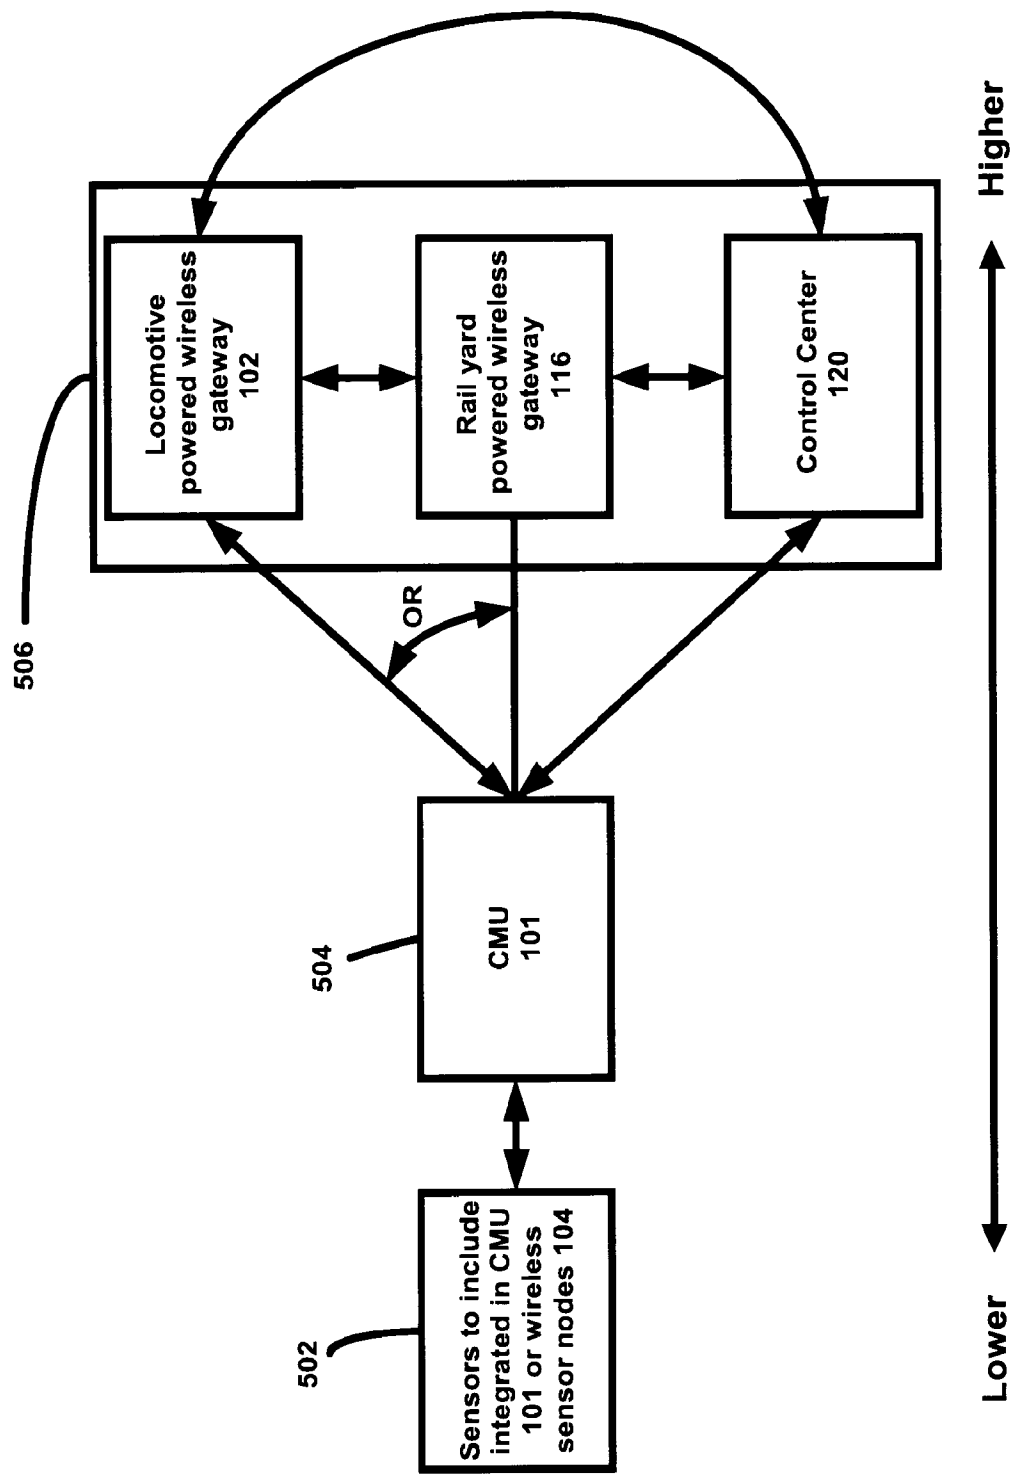 506
Locomotive
powered wireless
gateway
102
Rail yard
powered wireless
gateway
116
Control Center
120
OR
504
CMU
101
502
Sensors to include
integrated in CMU
101 or wireless
sensor nodes 104
Lower
Higher